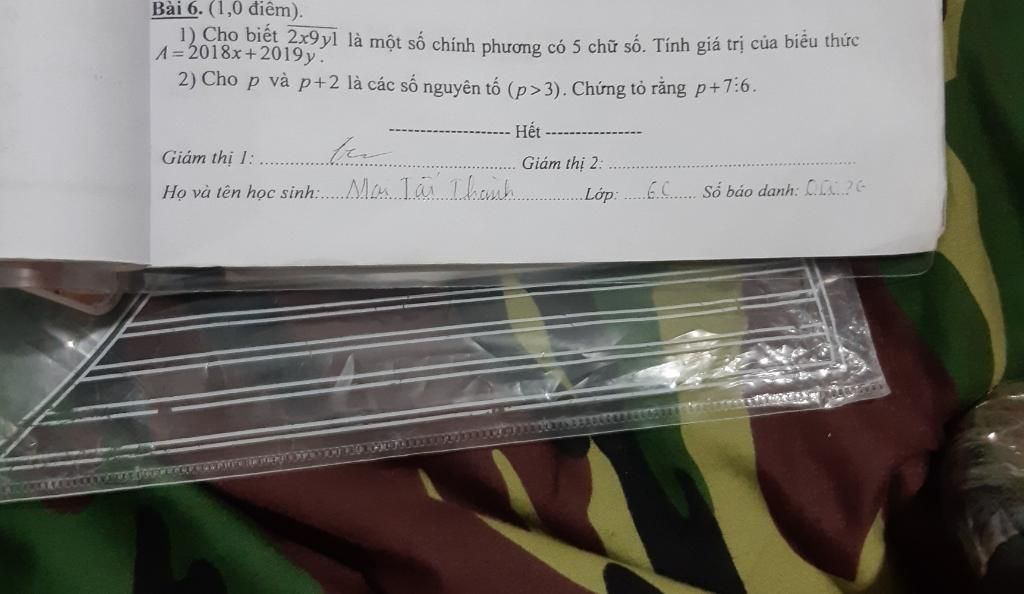 Bài 6. (1,0 điểm).
1) Cho biết 2x9y1 là một số chính phương có 5 chữ số. Tính giá trị của biểu thức
A = 2018x + 2019y.
2) Cho p và p+2 là các số nguyên tố (p>3). Chứng tỏ rằng p+7⋮6.
-------------------- Hết ----------------
Giám thị 1: .......... Giám thị 2: ..........
Họ và tên học sinh:.... Mai Tài Thành ..........Lớp: .... 6C .... Số báo danh: